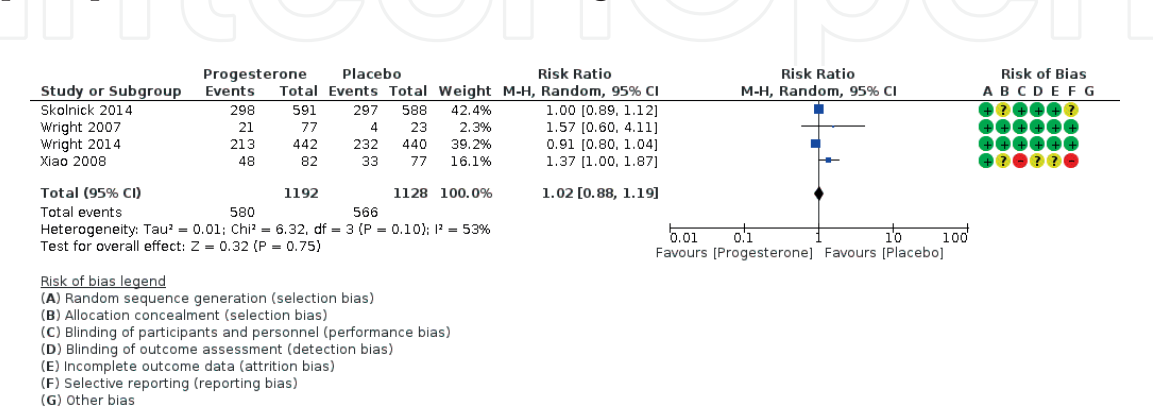 Progesterone Placebo Risk Ratio Risk Ratio Risk of Bias
Study or Subgroup Events Total Events Total Weight M-H, Random, 95% CI M-H, Random, 95% CI A B C D E F G
Skolnick 2014 298 591 297 588 42.4% 1.00 [0.89, 1.12] + ? + + + ?
Wright 2007 21 77 4 23 2.3% 1.57 [0.60, 4.11] + + + + + +
Wright 2014 213 442 232 440 39.2% 0.91 [0.80, 1.04] + + + + + +
Xiao 2008 48 82 33 77 16.1% 1.37 [1.00, 1.87] + ? - ? ? -
Total (95% CI) 1192 1128 100.0% 1.02 [0.88, 1.19]
Total events 580 566
Heterogeneity: Tau² = 0.01; Chi² = 6.32, df = 3 (P = 0.10); I² = 53%
Test for overall effect: Z = 0.32 (P = 0.75)
0.01 0.1 1 10 100
Favours [Progesterone] Favours [Placebo]
Risk of bias legend
(A) Random sequence generation (selection bias)
(B) Allocation concealment (selection bias)
(C) Blinding of participants and personnel (performance bias)
(D) Blinding of outcome assessment (detection bias)
(E) Incomplete outcome data (attrition bias)
(F) Selective reporting (reporting bias)
(G) Other bias